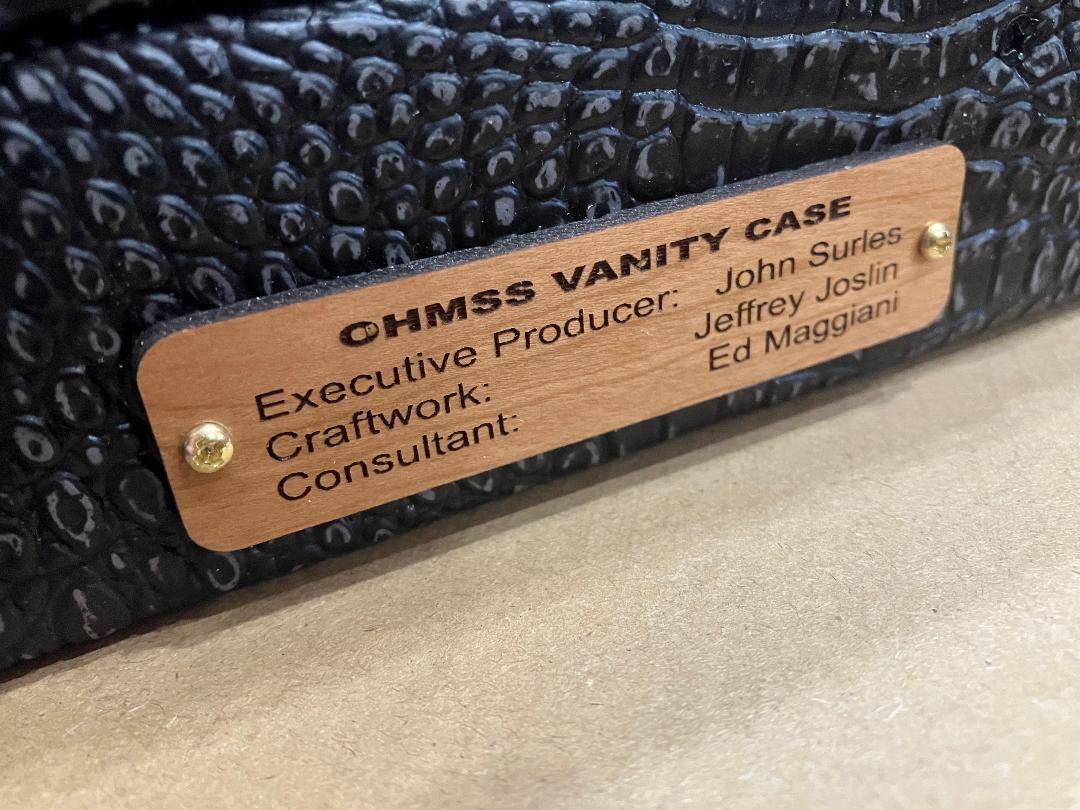 OHMSS VANITY CASE
Executive Producer: John Surles
Craftwork: Jeffrey Joslin
Consultant: Ed Maggiani